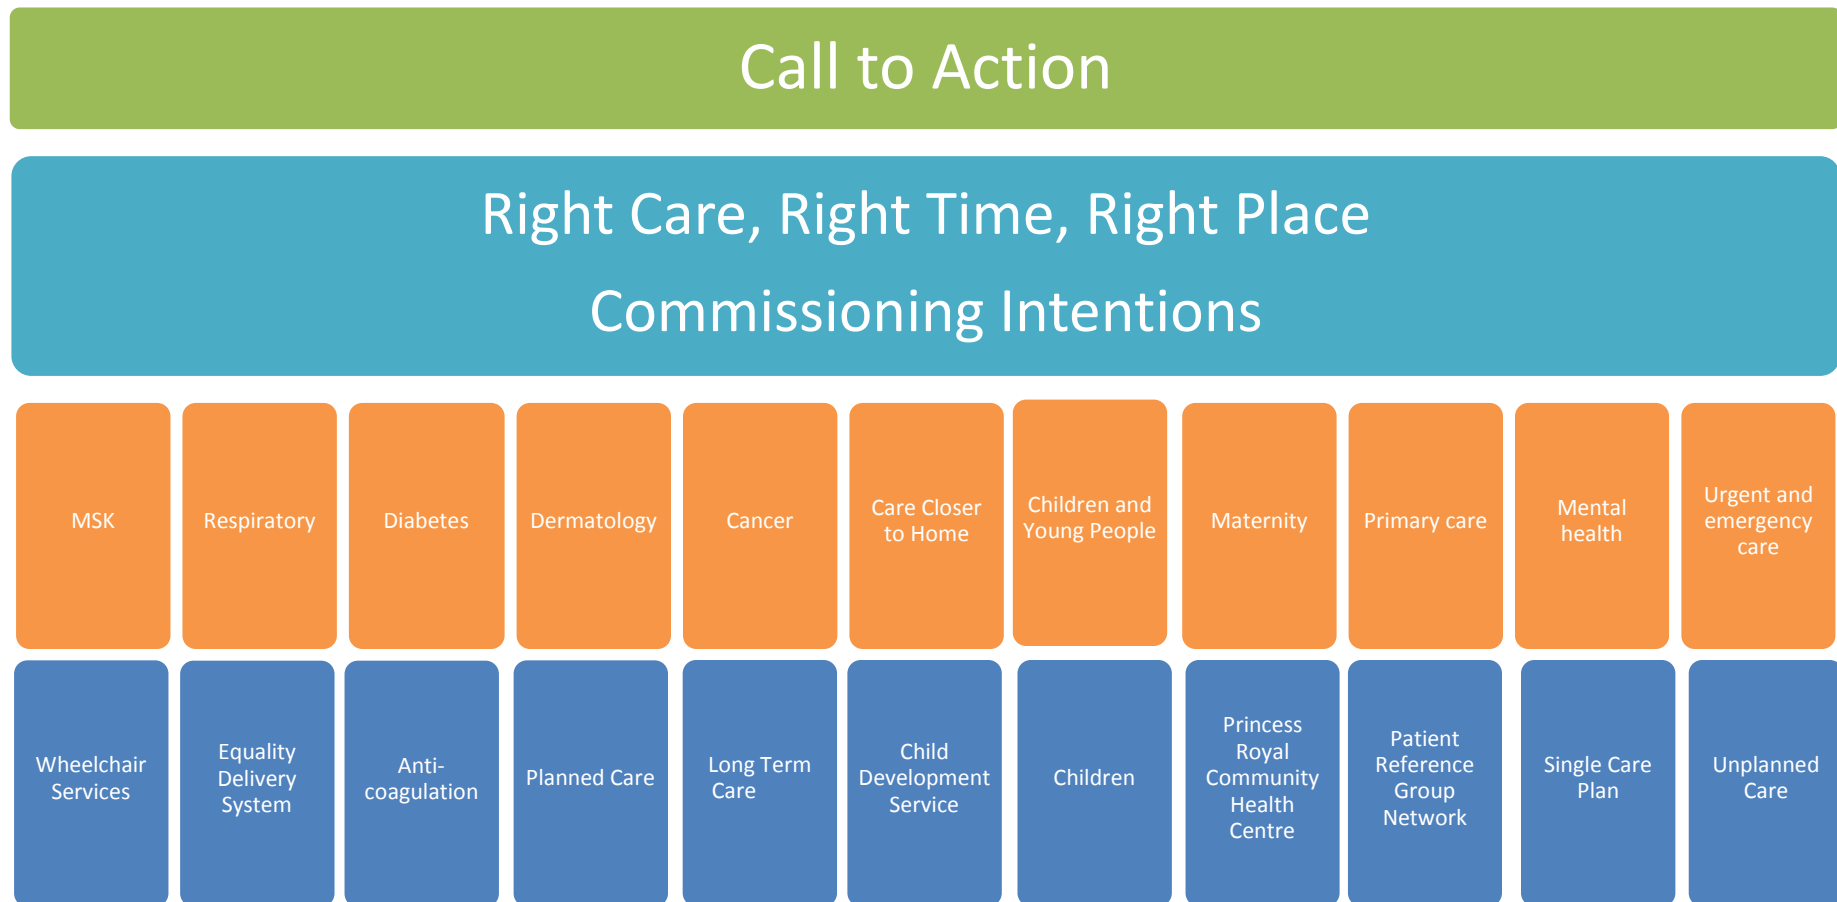 Call to Action
Right Care, Right Time, Right Place
Commissioning Intentions
MSK
Respiratory
Diabetes
Dermatology
Cancer
Care Closer
to Home
Children and
Young People
Maternity
Primary care
Mental
health
Urgent and
emergency
care
Wheelchair
Services
Equality
Delivery
System
Anti-
coagulation
Planned Care
Long Term
Care
Child
Development
Service
Children
Princess
Royal
Community
Health
Centre
Patient
Reference
Group
Network
Single Care
Plan
Unplanned
Care